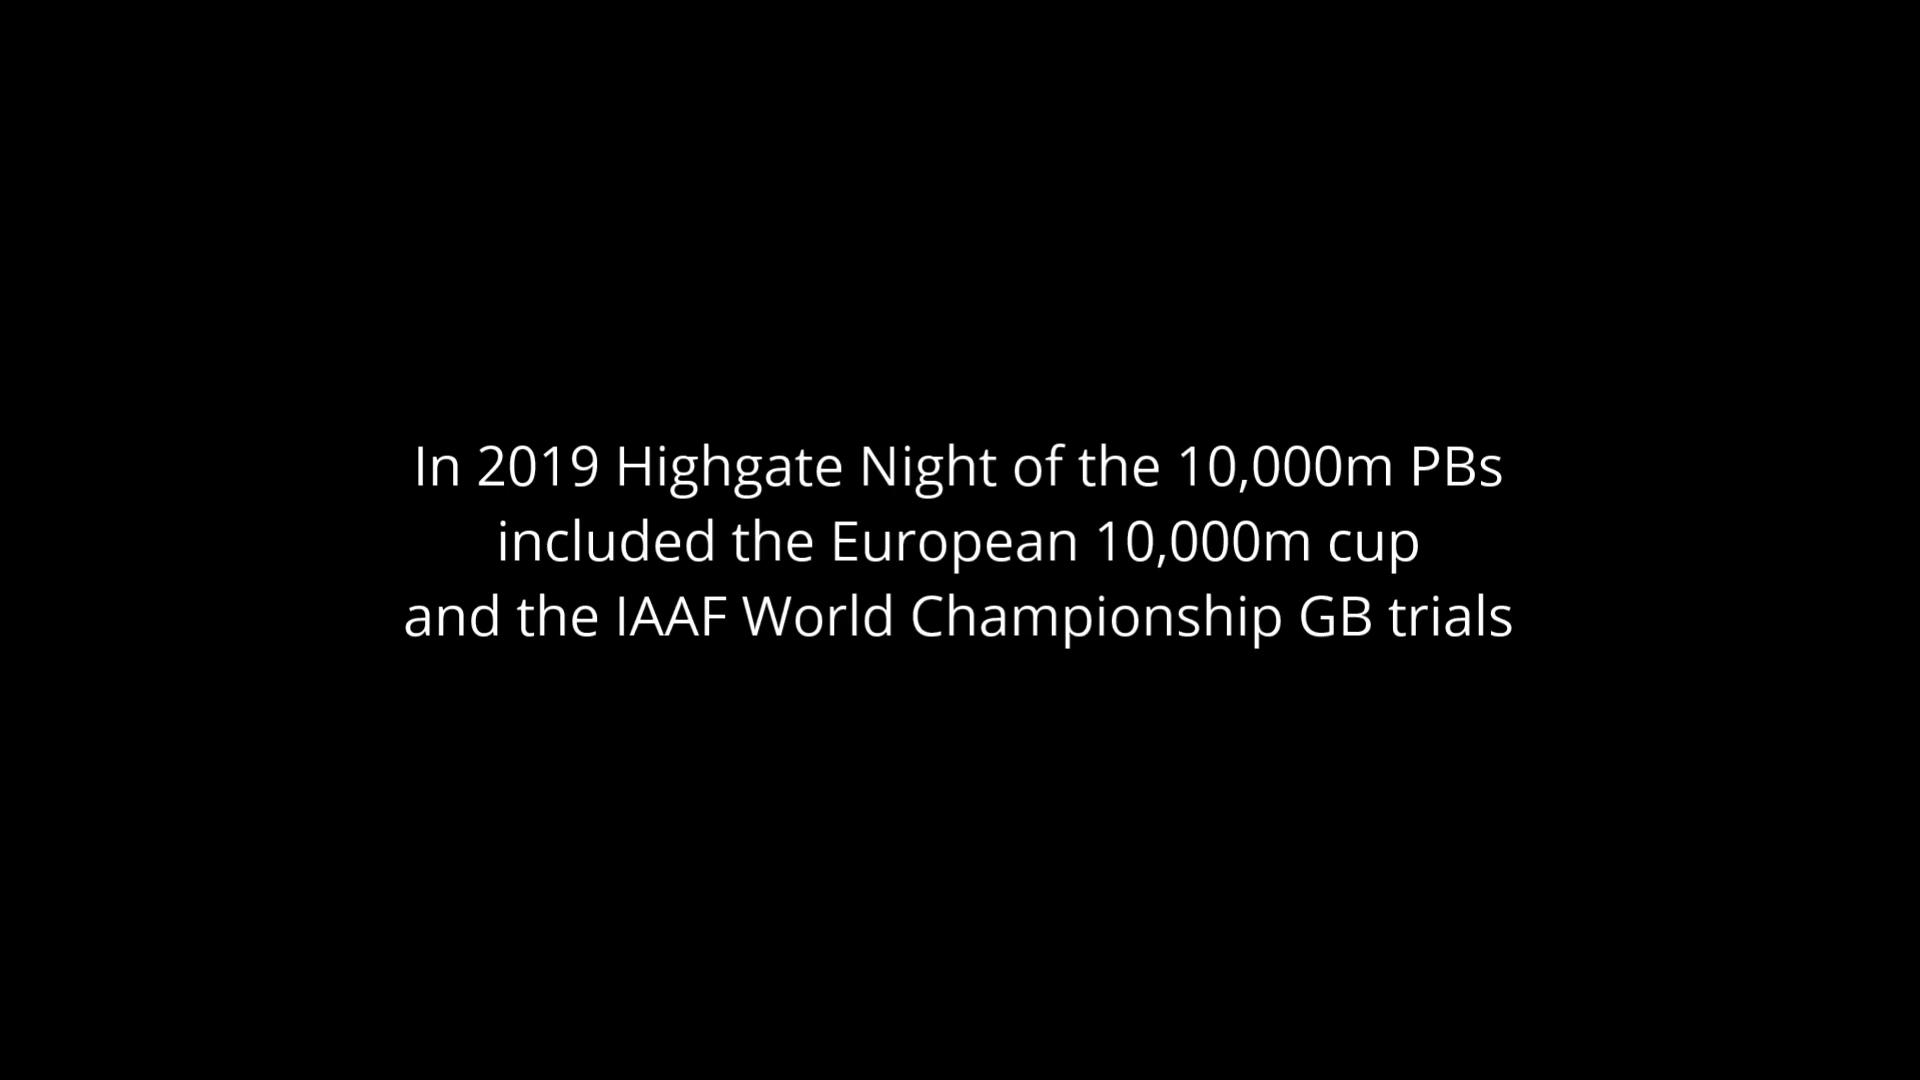 In 2019 Highgate Night of the 10,000m PBs
included the European 10,000m cup
and the IAAF World Championship GB trials